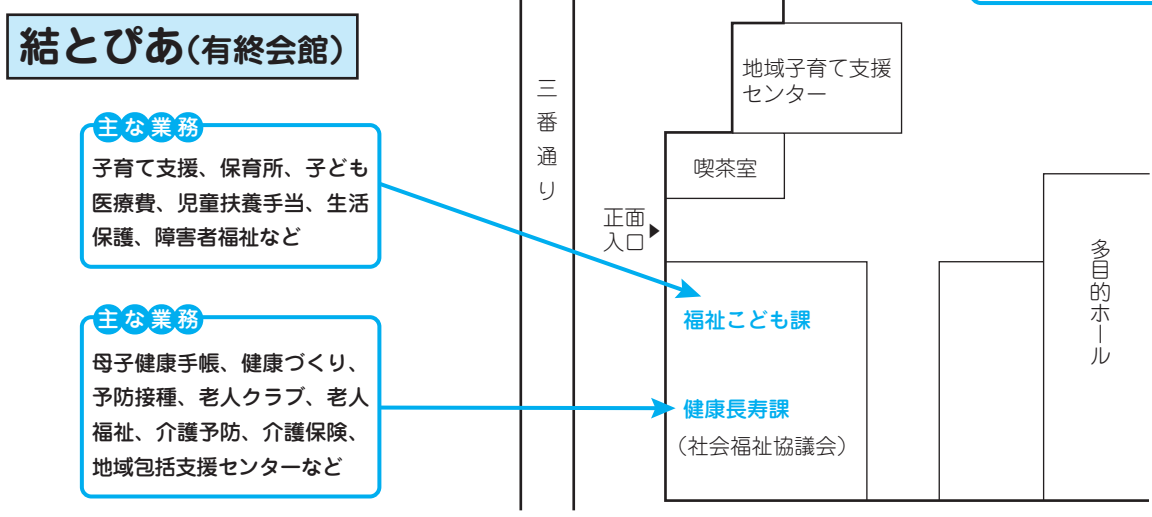 結とぴあ(有終会館)
主な業務
子育て支援、保育所、子ども
医療費、児童扶養手当、生活
保護、障害者福祉など
主な業務
母子健康手帳、健康づくり、
予防接種、老人クラブ、老人
福祉、介護予防、介護保険、
地域包括支援センターなど
三番通り
地域子育て支援
センター
喫茶室
正面
入口
福祉こども課
健康長寿課
（社会福祉協議会）
多目的ホール